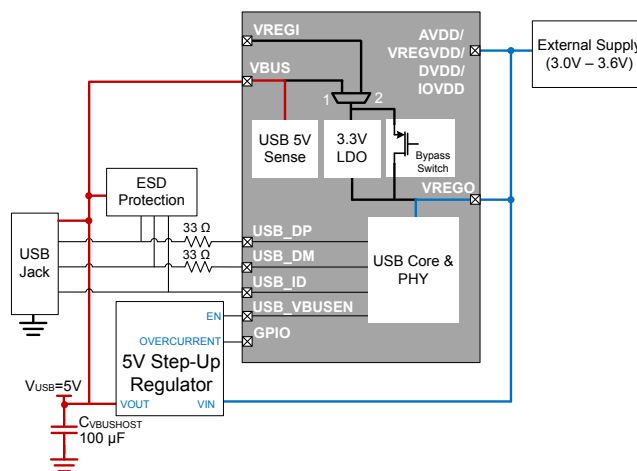 VREGI
AVDD/
VREGVDD/
DVDD/
IOVDD
External Supply
(3.0V – 3.6V)
VBUS
1
2
USB 5V
Sense
3.3V
LDO
Bypass
Switch
ESD
Protection
VREGO
USB
Jack
33 Ω
33 Ω
USB_DP
USB_DM
USB_ID
USB_VBUSEN
GPIO
USB Core &
PHY
EN
OVERCURRENT
5V Step-Up
Regulator
VOUT
VIN
VUSB=5V
CVBUSHOST
100 µF